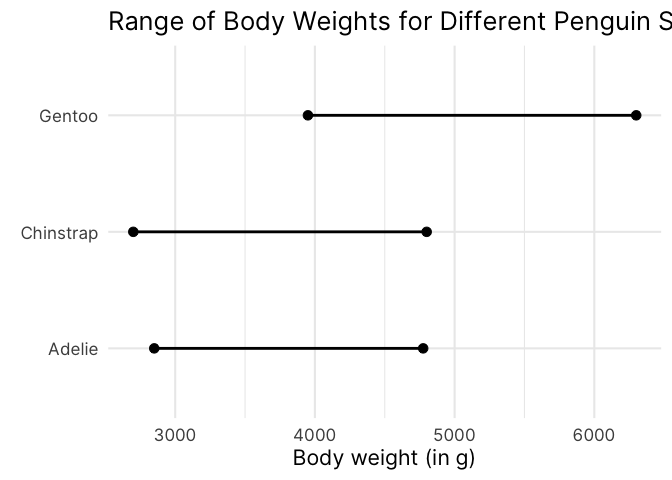 Range of Body Weights for Different Penguin S
Gentoo
Chinstrap
Adelie
3000 4000 5000 6000
Body weight (in g)